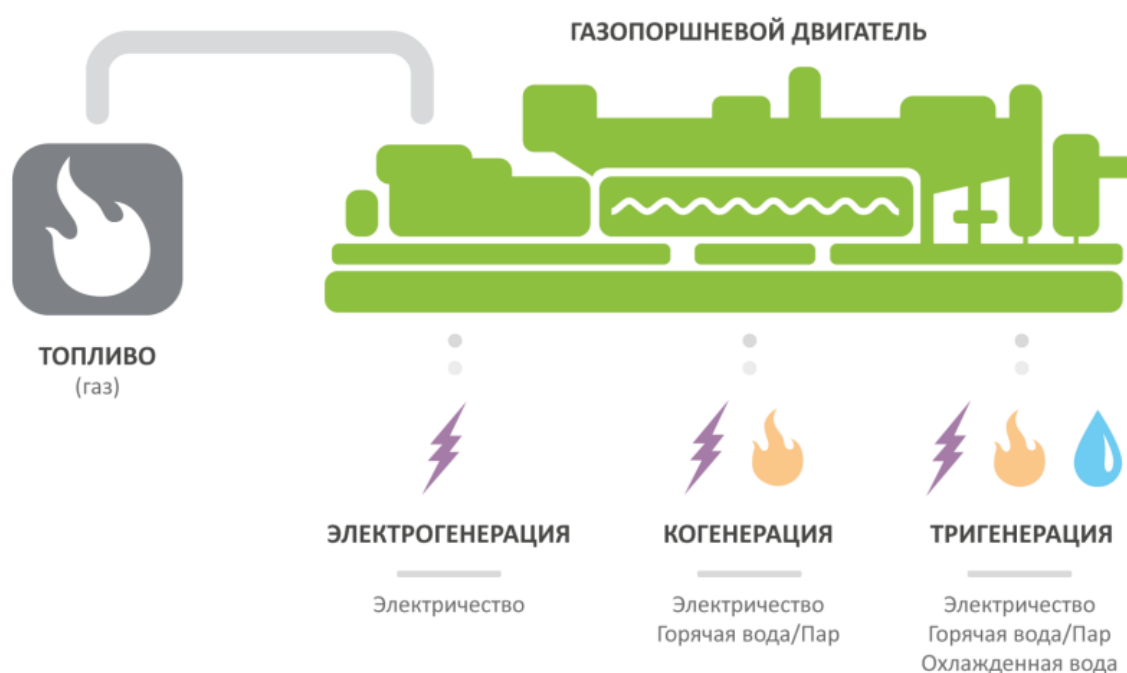 ГАЗОПОРШНЕВОЙ ДВИГАТЕЛЬ
ТОПЛИВО
(газ)
ЭЛЕКТРОГЕНЕРАЦИЯ
Электричество
КОГЕНЕРАЦИЯ
Электричество
Горячая вода/Пар
ТРИГЕНЕРАЦИЯ
Электричество
Горячая вода/Пар
Охлажденная вода